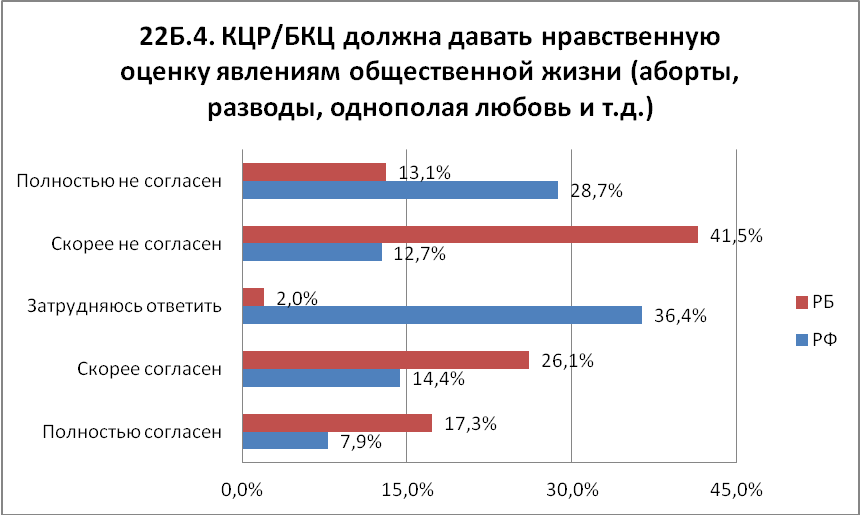 22Б.4. КЦР/БКЦ должна давать нравственную
оценку явлениям общественной жизни (аборты,
разводы, однополая любовь и т.д.)
Полностью не согласен
13,1%
28,7%
Скорее не согласен
41,5%
12,7%
Затрудняюсь ответить
2,0%
36,4%
Скорее согласен
26,1%
14,4%
Полностью согласен
17,3%
7,9%
РБ
РФ
0,0% 15,0% 30,0% 45,0%